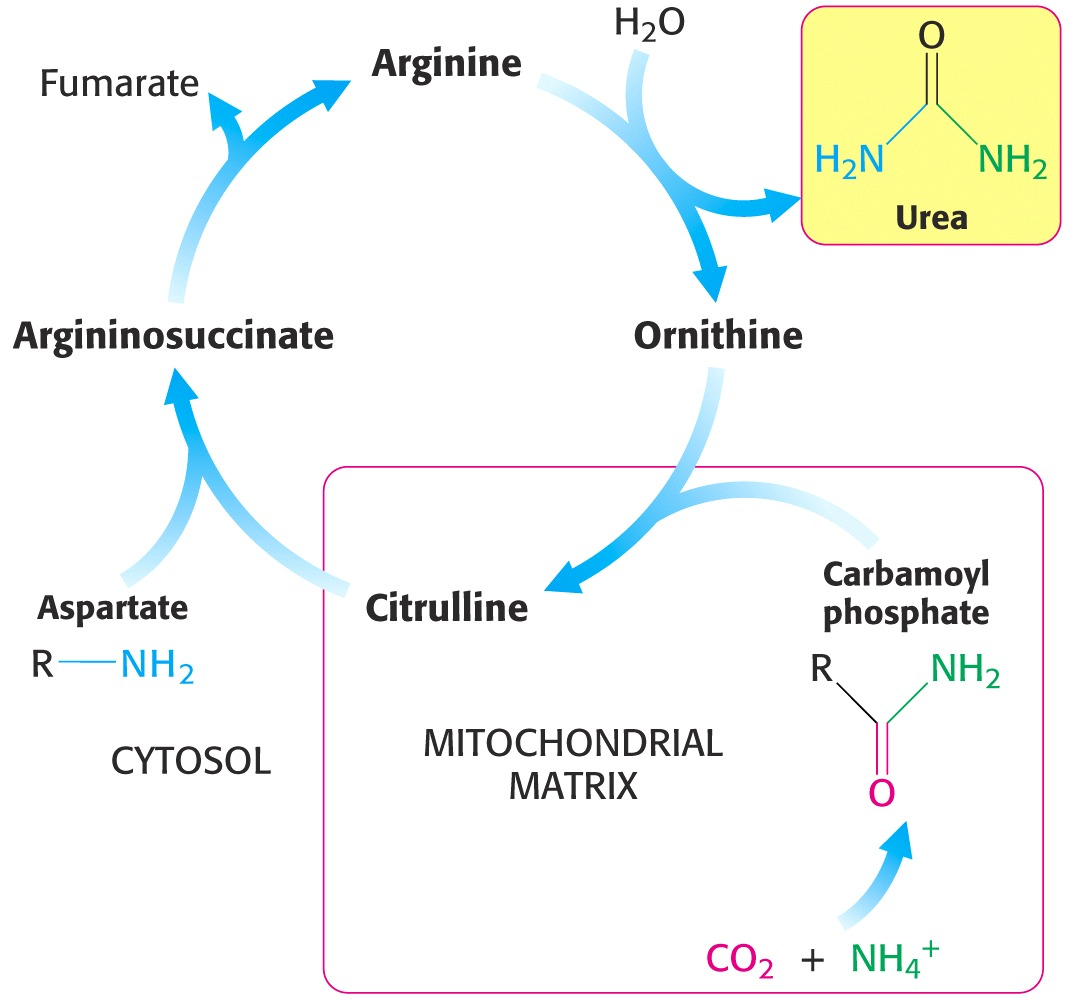 H₂O
Arginine
Fumarate
O
H₂N
NH₂
Urea
Argininosuccinate
Ornithine
Carbamoyl
phosphate
Citrulline
Aspartate
R
NH₂
R
NH₂
O
CYTOSOL
MITOCHONDRIAL
MATRIX
CO₂ + NH₄⁺